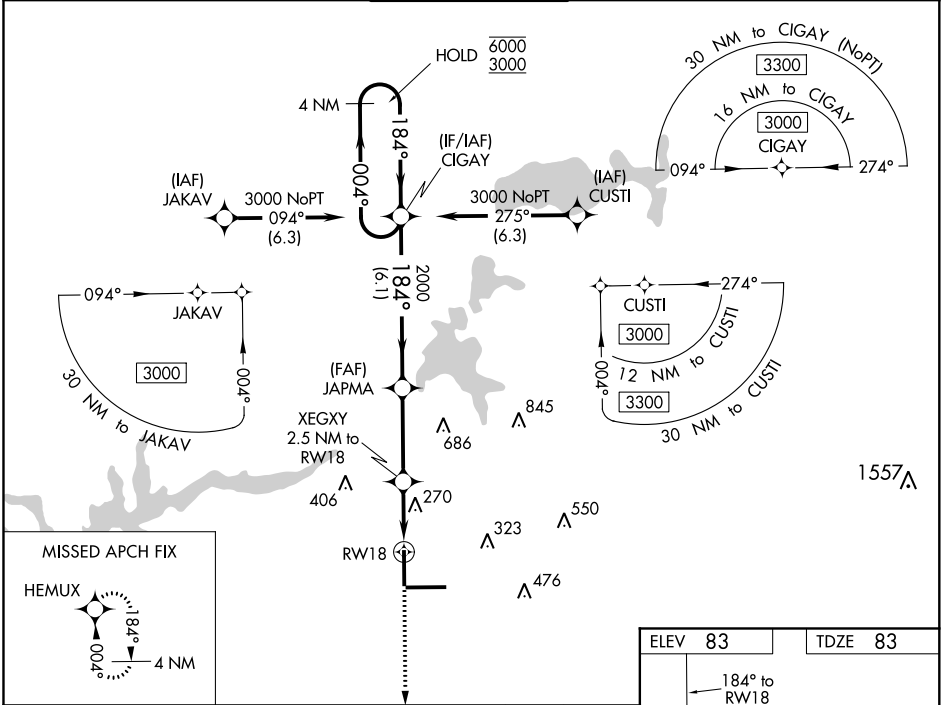 HOLD 6000
3000
4 NM
184°
004°
(IF/IAF)
CIGAY
30 NM to CIGAY (NoPT)
3300
16 NM to CIGAY
3000
CIGAY
094°
274°
(IAF)
JAKAV
3000 NoPT
094°
(6.3)
(IAF)
CUSTI
3000 NoPT
275°
(6.3)
2000
184°
(6.1)
094°
JAKAV
3000
004°
30 NM to JAKAV
274°
CUSTI
3000
12 NM to CUSTI
004°
3300
30 NM to CUSTI
(FAF)
JAPMA
XEGXY
2.5 NM to
RW18
845
686
406
270
1557
550
323
RW18
476
MISSED APCH FIX
HEMUX
184°
004°
4 NM
ELEV 83
TDZE 83
184° to
RW18